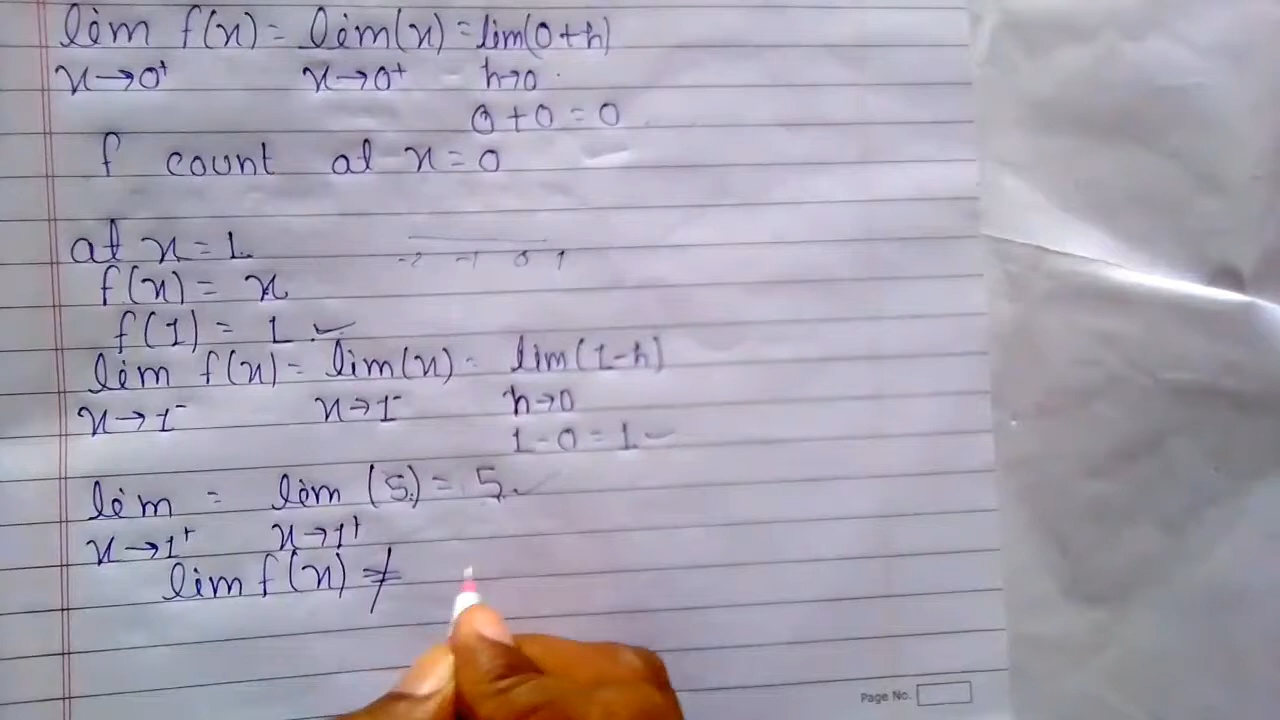 lim f(x) = lim(x) = lim(0+h)
x→0⁺ x→0⁺ h→0
0+0=0
f count at x=0
at x=1
-2 -1 0 1
f(x) = x
f(1) = 1
lim f(x) = lim(x) = lim(1-h)
x→1⁻ x→1⁻ h→0
1-0=1
lim = lim (5) = 5
x→1⁺ x→1⁺
lim f(x) ≠
Page No.